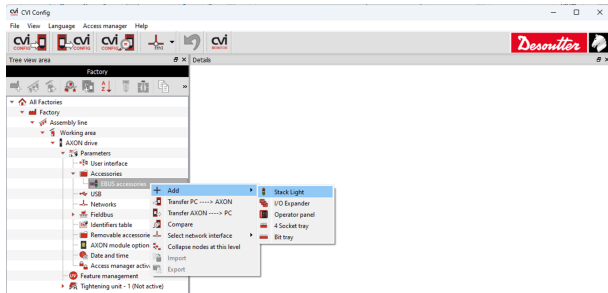 CVI Config
File View Language Access manager Help
CVI CONFIG CVI CONFIG CVI CONFIG TPNI CVI MONITOR
Desoutter
Tree view area
Details
Factory
All Factories
Factory
Assembly line
Working area
AXON drive
Parameters
User interface
Accessories
EBUS accessories
USB
Networks
Fieldbus
Identifiers table
Removable accessorie
AXON module option
Date and time
Access manager activ
Feature management
Tightening unit - 1 (Not active)
Add
Transfer PC ----> AXON
Transfer AXON ----> PC
Compare
Select network interface
Collapse nodes at this level
Import
Export
Stack Light
I/O Expander
Operator panel
4 Socket tray
Bit tray